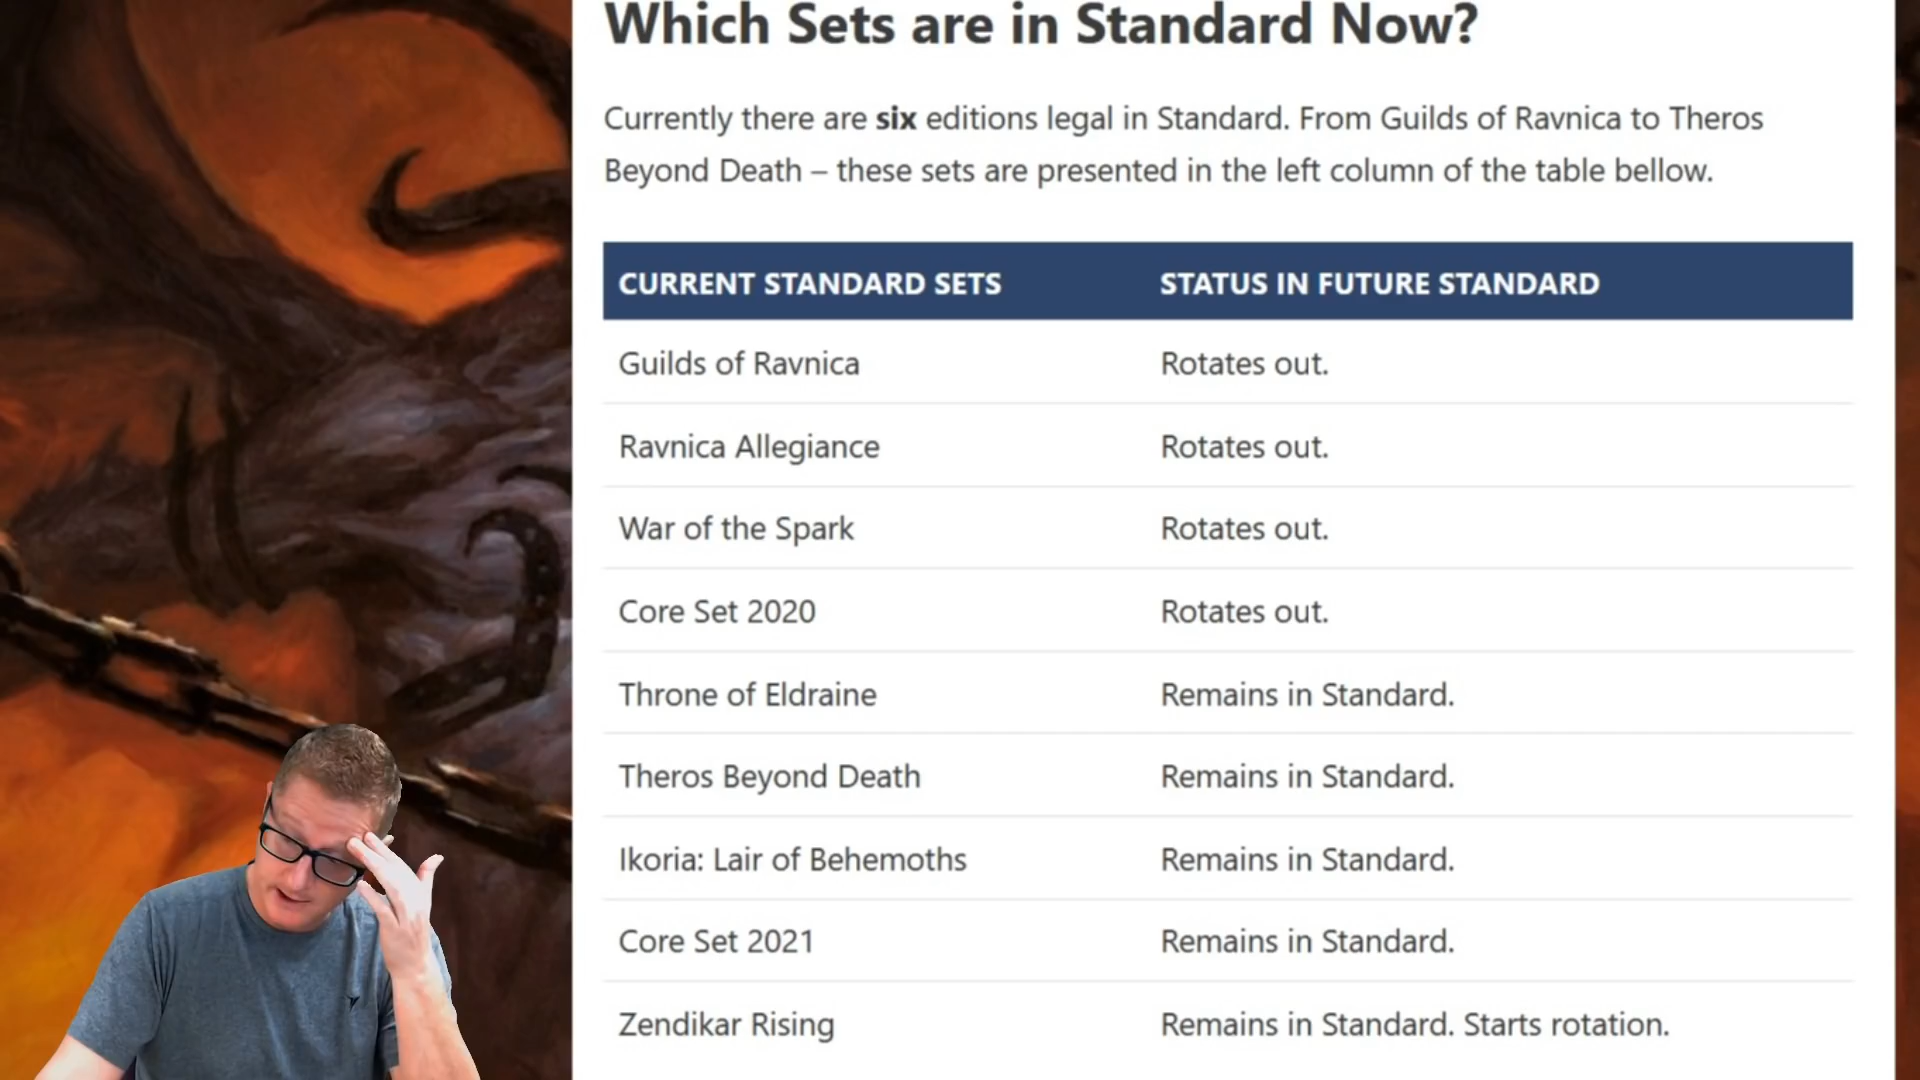 Which Sets are in Standard Now?
Currently there are six editions legal in Standard. From Guilds of Ravnica to Theros
Beyond Death – these sets are presented in the left column of the table bellow.
CURRENT STANDARD SETS STATUS IN FUTURE STANDARD
Guilds of Ravnica Rotates out.
Ravnica Allegiance Rotates out.
War of the Spark Rotates out.
Core Set 2020 Rotates out.
Throne of Eldraine Remains in Standard.
Theros Beyond Death Remains in Standard.
Ikoria: Lair of Behemoths Remains in Standard.
Core Set 2021 Remains in Standard.
Zendikar Rising Remains in Standard. Starts rotation.